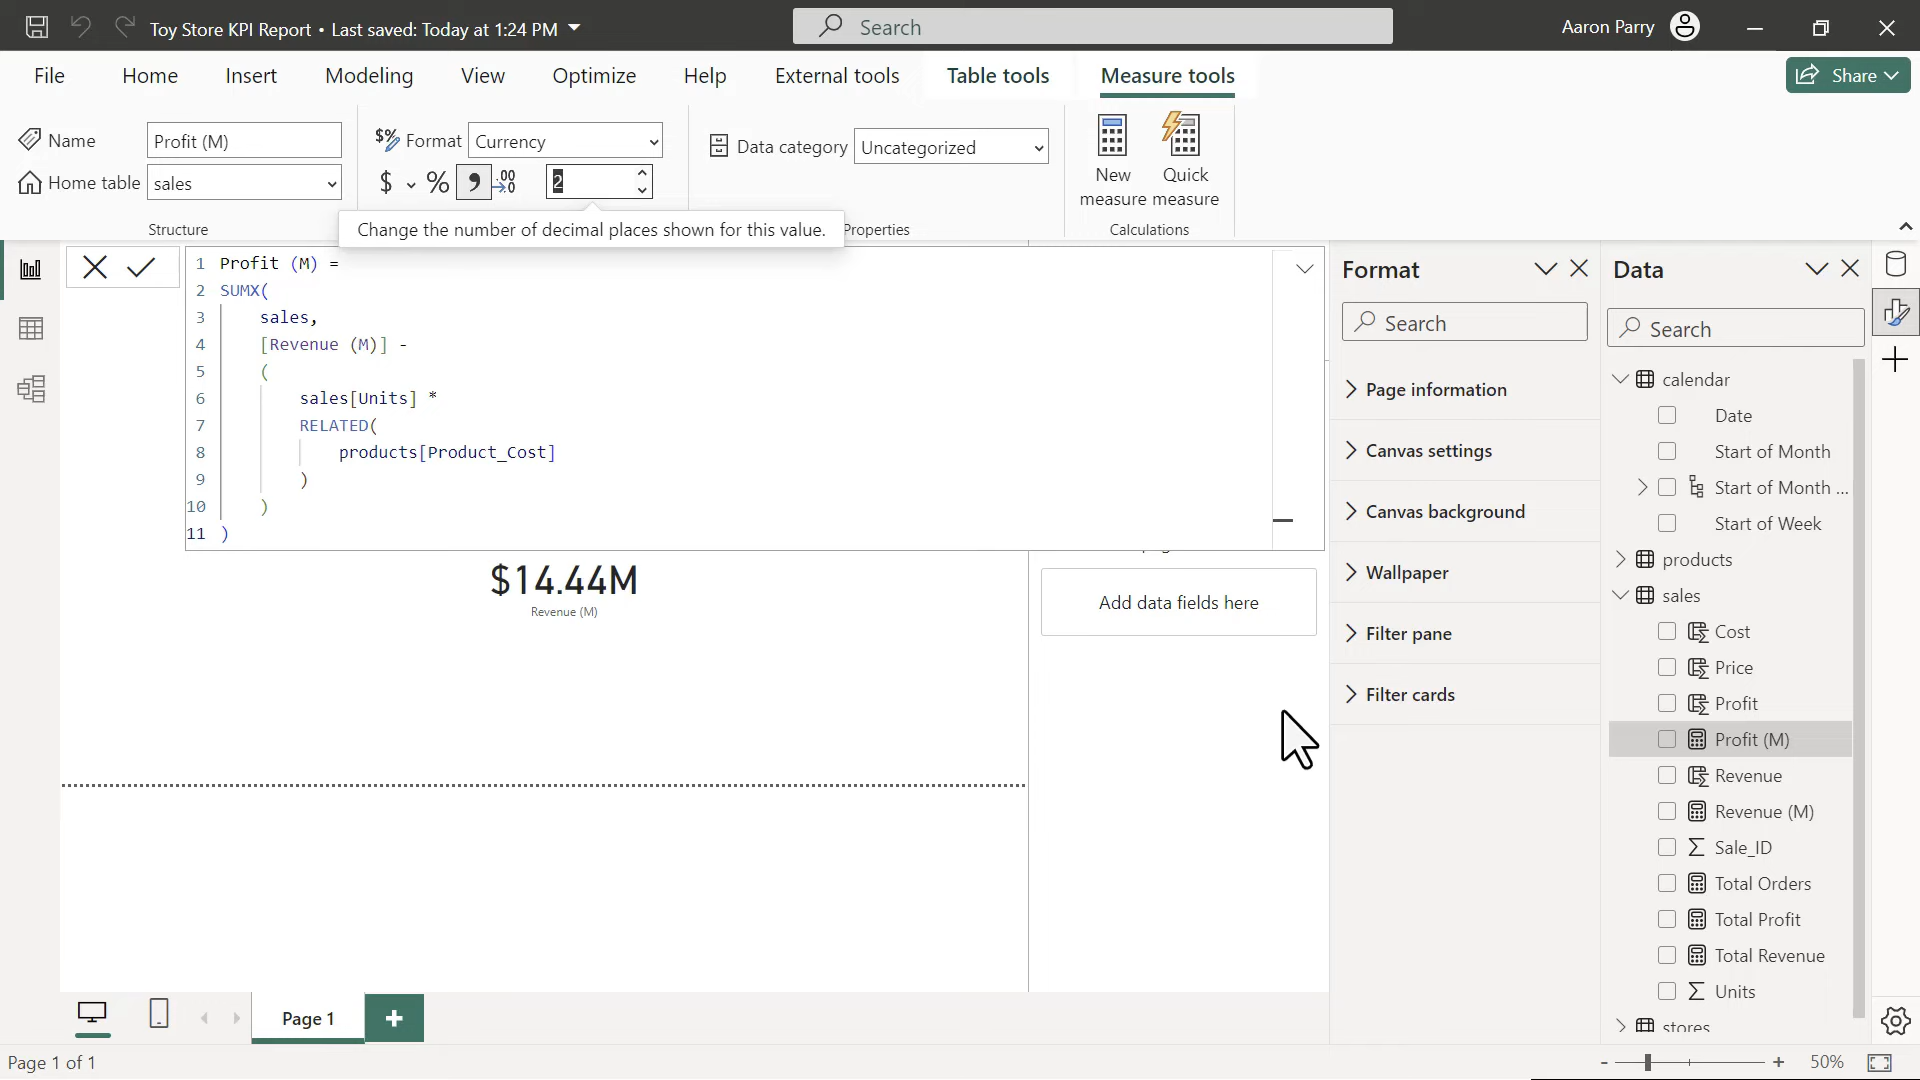 Toy Store KPI Report • Last saved: Today at 1:24 PM
Search
Aaron Parry
File
Home
Insert
Modeling
View
Optimize
Help
External tools
Table tools
Measure tools
Share
Name
Profit (M)
Home table
sales
Structure
Format
Currency
$
%
2
Change the number of decimal places shown for this value.
Data category
Uncategorized
Properties
New measure
Quick measure
Calculations
1 Profit (M) =
2 SUMX(
3 sales,
4 [Revenue (M)] -
5 (
6 sales[Units] *
7 RELATED(
8 products[Product_Cost]
9 )
10 )
11 )
$14.44M
Revenue (M)
Add data fields here
Format
Search
Page information
Canvas settings
Canvas background
Wallpaper
Filter pane
Filter cards
Data
Search
calendar
Date
Start of Month
Start of Month ...
Start of Week
products
sales
Cost
Price
Profit
Profit (M)
Revenue
Revenue (M)
Sale_ID
Total Orders
Total Profit
Total Revenue
Units
stores
Page 1
Page 1 of 1
- + 50%